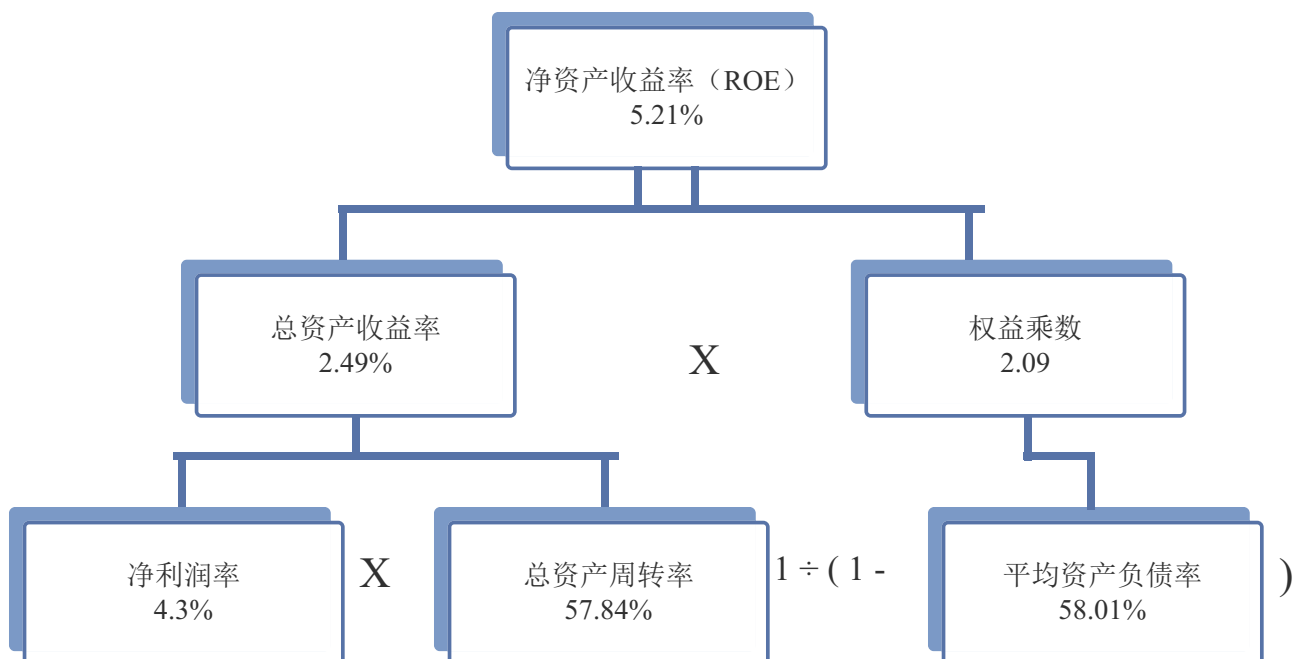 净资产收益率（ROE）
5.21%
总资产收益率
2.49%
X
权益乘数
2.09
净利润率
4.3%
X
总资产周转率
57.84%
1 ÷ ( 1 -
平均资产负债率
58.01%
)